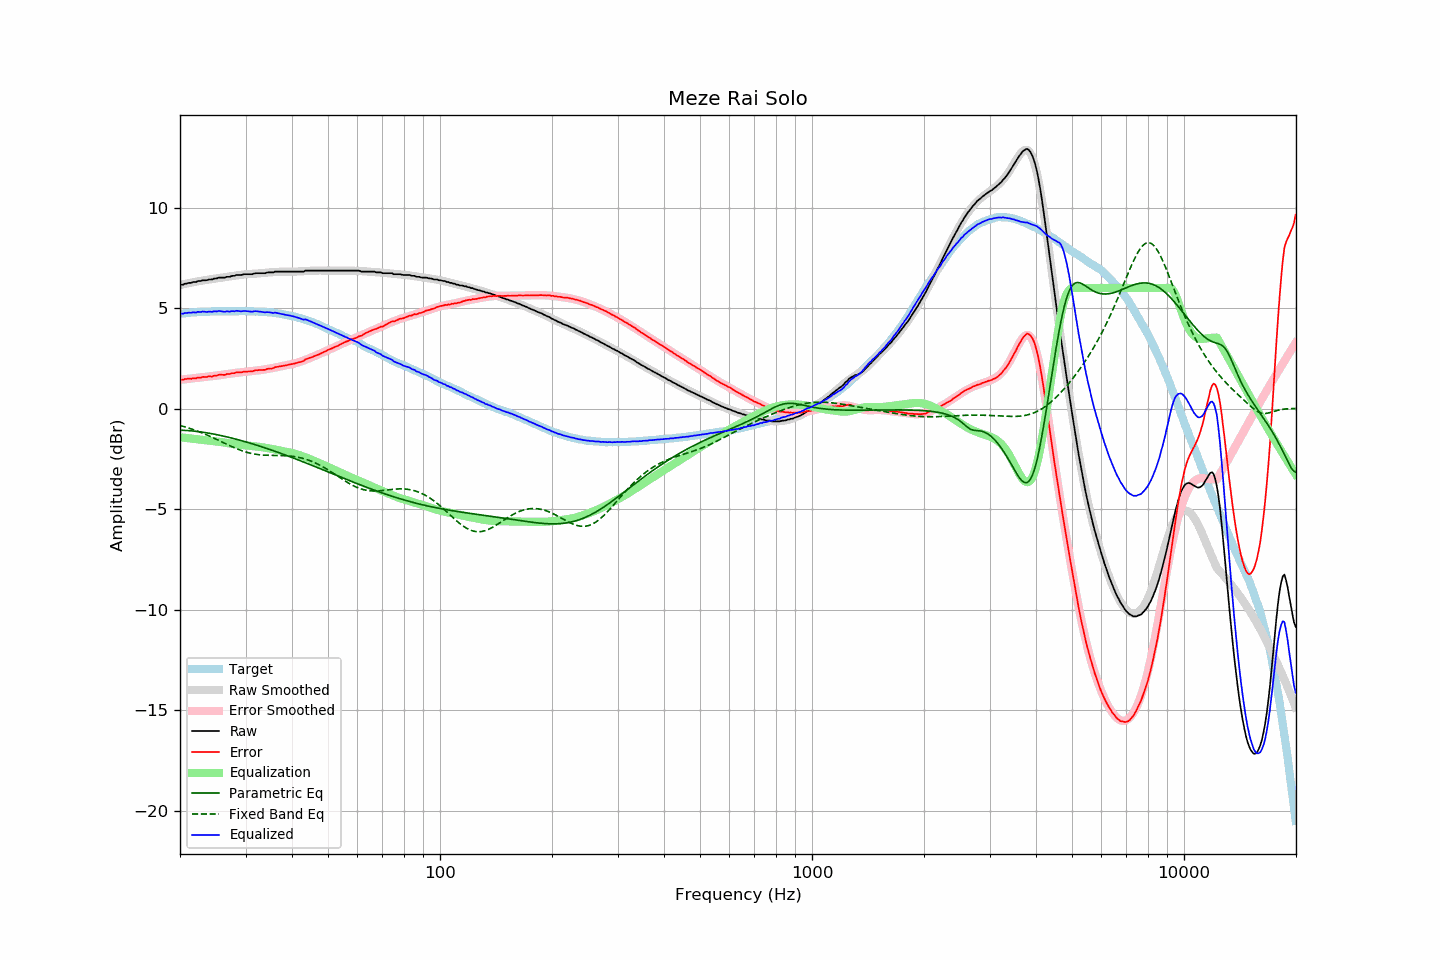 Meze Rai Solo
Amplitude (dBr)
10
5
0
−5
−10
−15
−20
Target
Raw Smoothed
Error Smoothed
Raw
Error
Equalization
Parametric Eq
Fixed Band Eq
Equalized
100
1000
10000
Frequency (Hz)